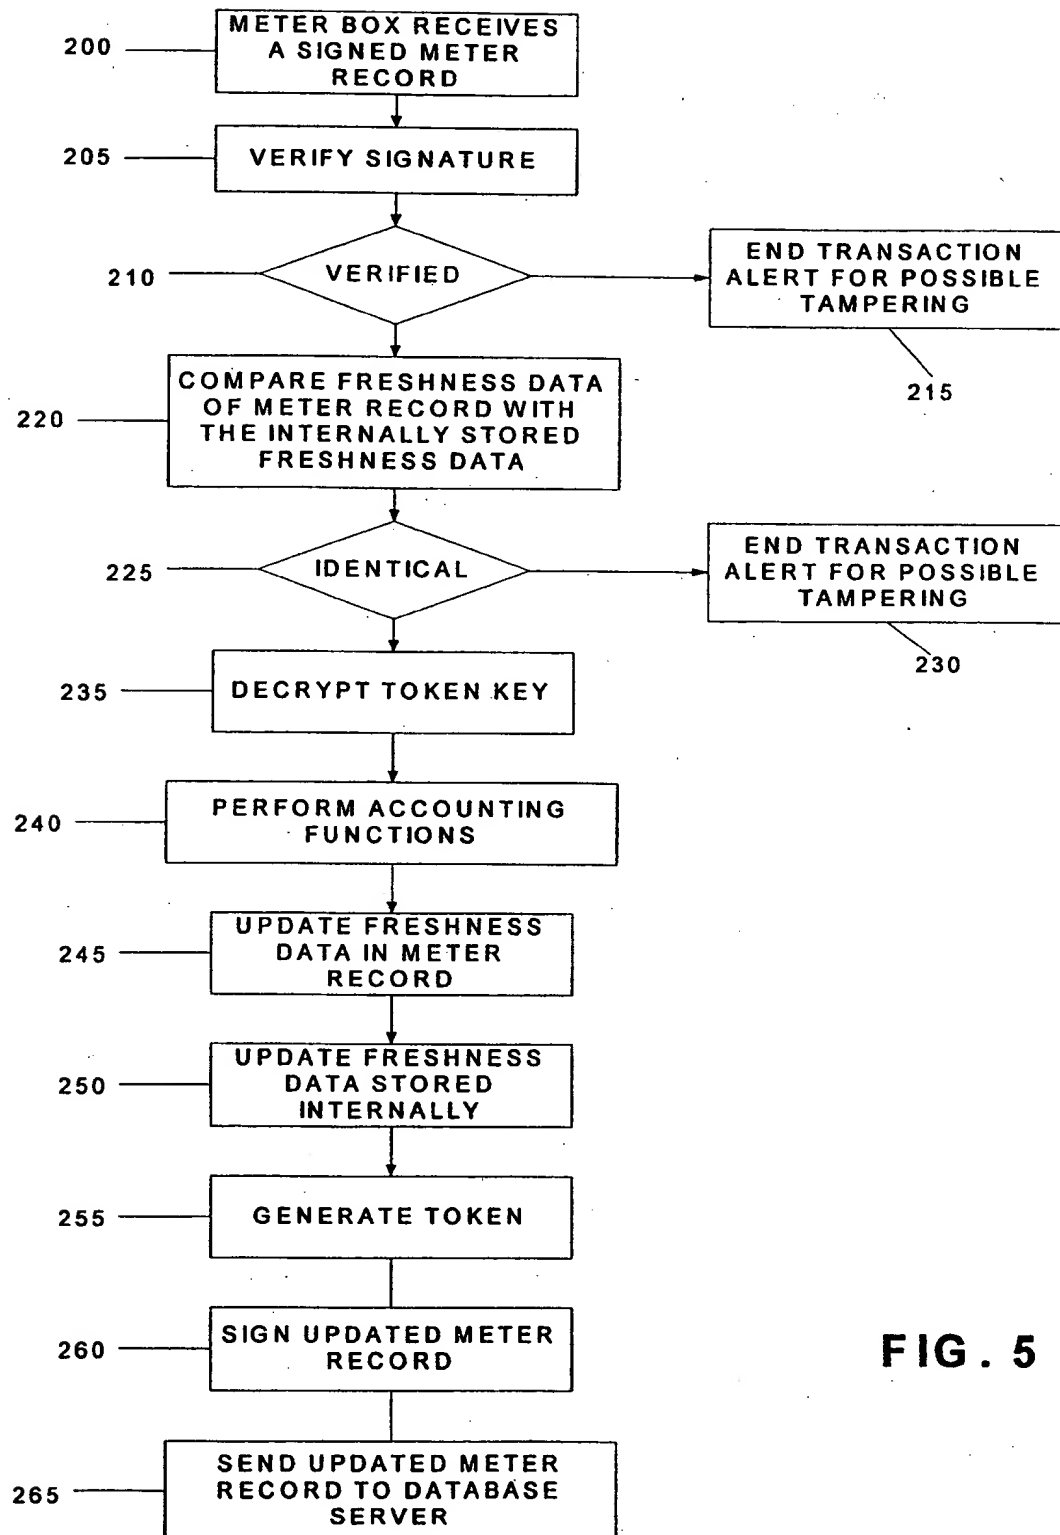 METER BOX RECEIVES
A SIGNED METER
RECORD
200
VERIFY SIGNATURE
205
VERIFIED
210
END TRANSACTION
ALERT FOR POSSIBLE
TAMPERING
215
COMPARE FRESHNESS DATA
OF METER RECORD WITH
THE INTERNALLY STORED
FRESHNESS DATA
220
IDENTICAL
225
END TRANSACTION
ALERT FOR POSSIBLE
TAMPERING
230
DECRYPT TOKEN KEY
235
PERFORM ACCOUNTING
FUNCTIONS
240
UPDATE FRESHNESS
DATA IN METER
RECORD
245
UPDATE FRESHNESS
DATA STORED
INTERNALLY
250
GENERATE TOKEN
255
SIGN UPDATED METER
RECORD
260
SEND UPDATED METER
RECORD TO DATABASE
SERVER
265
FIG. 5